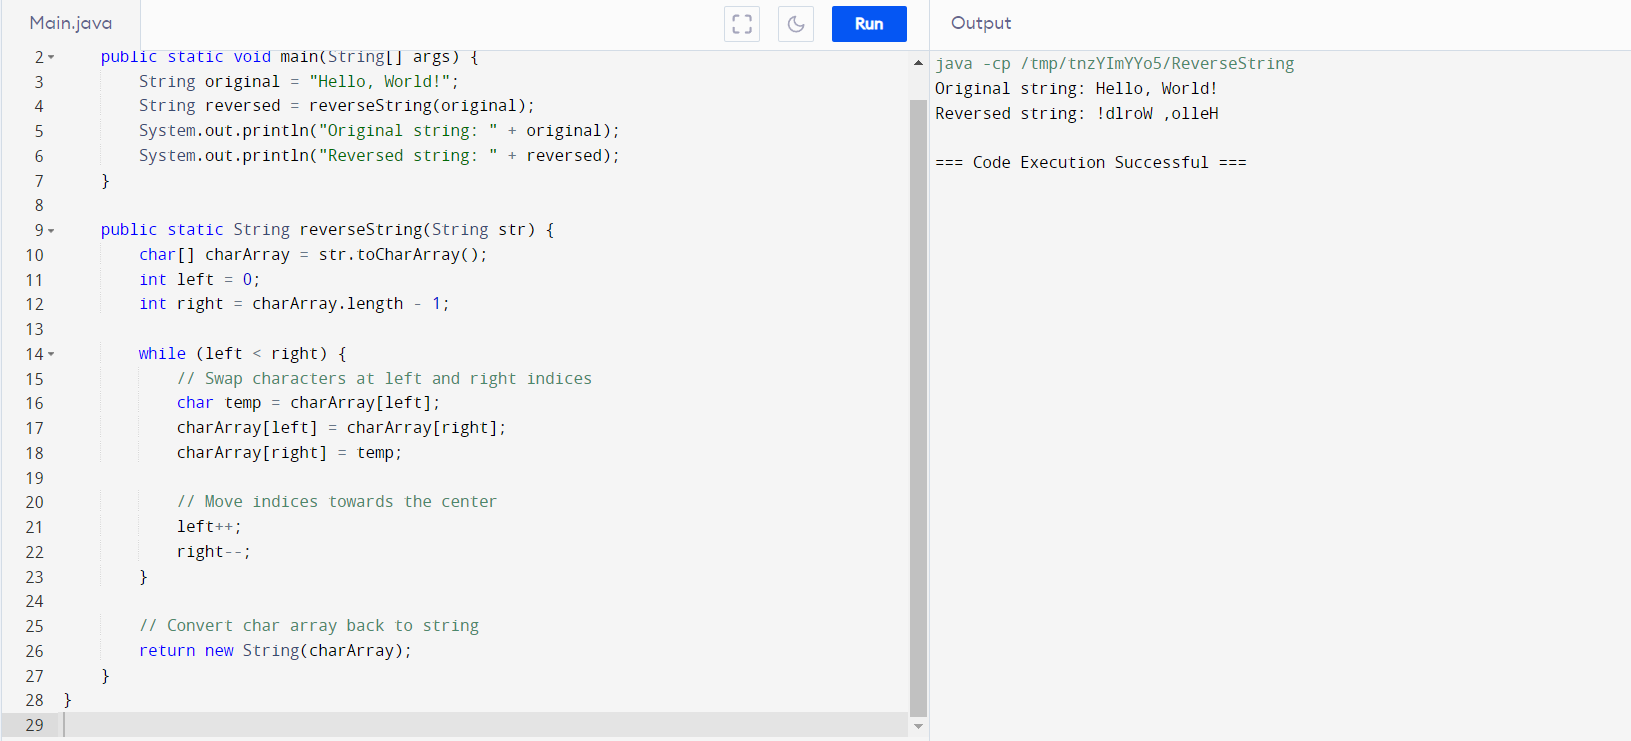 Main.java
Run
2    public static void main(String[] args) {
3        String original = "Hello, World!";
4        String reversed = reverseString(original);
5        System.out.println("Original string: " + original);
6        System.out.println("Reversed string: " + reversed);
7    }
8
9    public static String reverseString(String str) {
10        char[] charArray = str.toCharArray();
11        int left = 0;
12        int right = charArray.length - 1;
13
14        while (left < right) {
15            // Swap characters at left and right indices
16            char temp = charArray[left];
17            charArray[left] = charArray[right];
18            charArray[right] = temp;
19
20            // Move indices towards the center
21            left++;
22            right--;
23        }
24
25        // Convert char array back to string
26        return new String(charArray);
27    }
28 }
29
Output
java -cp /tmp/tnzYImYYo5/ReverseString
Original string: Hello, World!
Reversed string: !dlroW ,olleH
=== Code Execution Successful ===